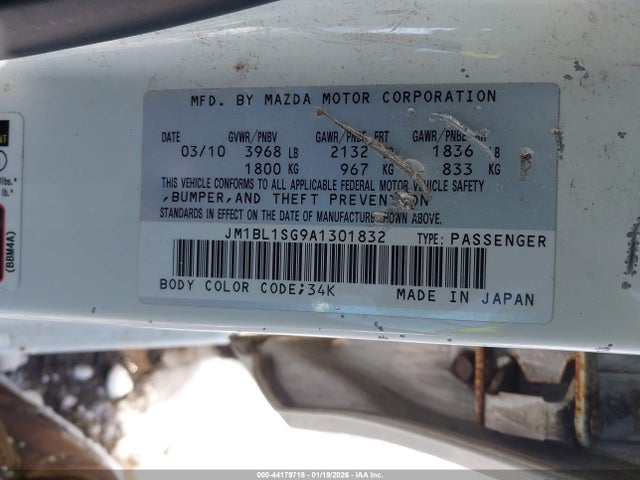 MFD. BY MAZDA MOTOR CORPORATION
DATE GVWR/PNBV GAWR/PNBE FRT GAWR/PNBE RR
03/10 3968 LB 2132 LB 1836 LB
1800 KG 967 KG 833 KG
THIS VEHICLE CONFORMS TO ALL APPLICABLE FEDERAL MOTOR VEHICLE SAFETY
,BUMPER,AND THEFT PREVENTION
STANDARDS IN EFFECT ON THE DATE OF MANUFACTURE SHOWN ABOVE.
JM1BL1SG9A1301832 TYPE: PASSENGER
BODY COLOR CODE;34K MADE IN JAPAN
(BBM4A)
000-44179718 - 01/19/2026 - IAA Inc.